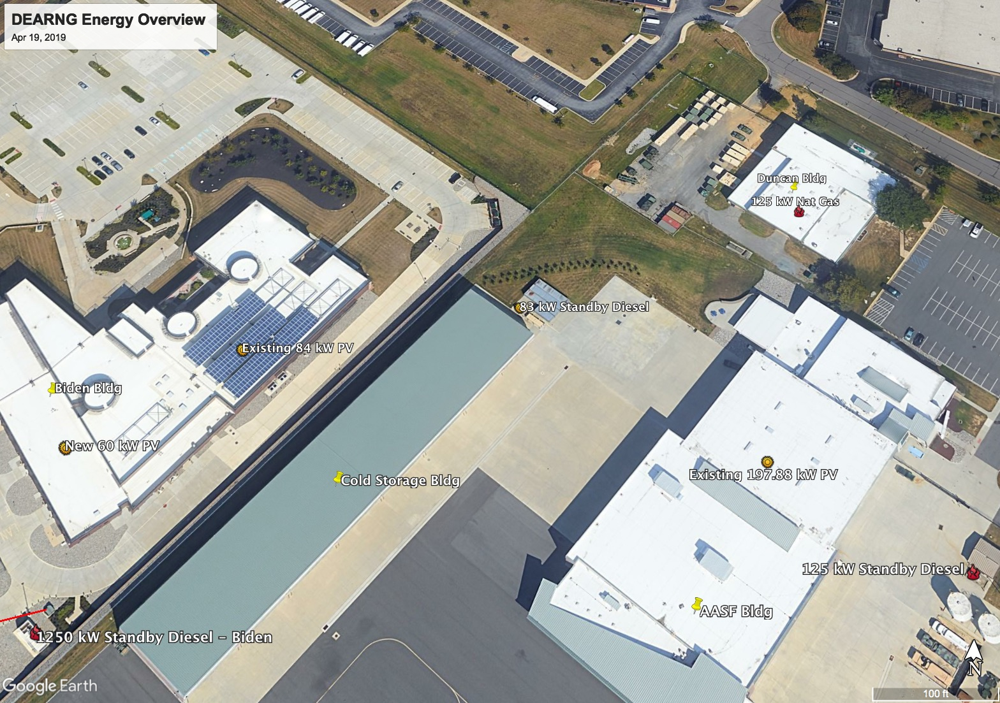 DEARNG Energy Overview
Apr 19, 2019
Duncan Bldg
125 kW Nat Gas
83 kW Standby Diesel
Existing 84 kW PV
Biden Bldg
New 60 kW PV
Cold Storage Bldg
Existing 197.88 kW PV
125 kW Standby Diesel
AASF Bldg
1250 kW Standby Diesel - Biden
N
Google Earth
100 ft